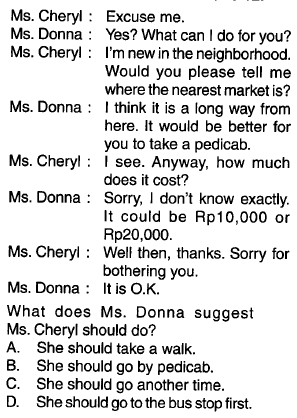 Ms. Cheryl : Excuse me.
Ms. Donna : Yes? What can I do for you?
Ms. Cheryl : I'm new in the neighborhood.
Would you please tell me
where the nearest market is?
Ms. Donna : I think it is a long way from
here. It would be better for
you to take a pedicab.
Ms. Cheryl : I see. Anyway, how much
does it cost?
Ms. Donna : Sorry, I don't know exactly.
It could be Rp10,000 or
Rp20,000.
Ms. Cheryl : Well then, thanks. Sorry for
bothering you.
Ms. Donna : It is O.K.
What does Ms. Donna suggest
Ms. Cheryl should do?
A. She should take a walk.
B. She should go by pedicab.
C. She should go another time.
D. She should go to the bus stop first.